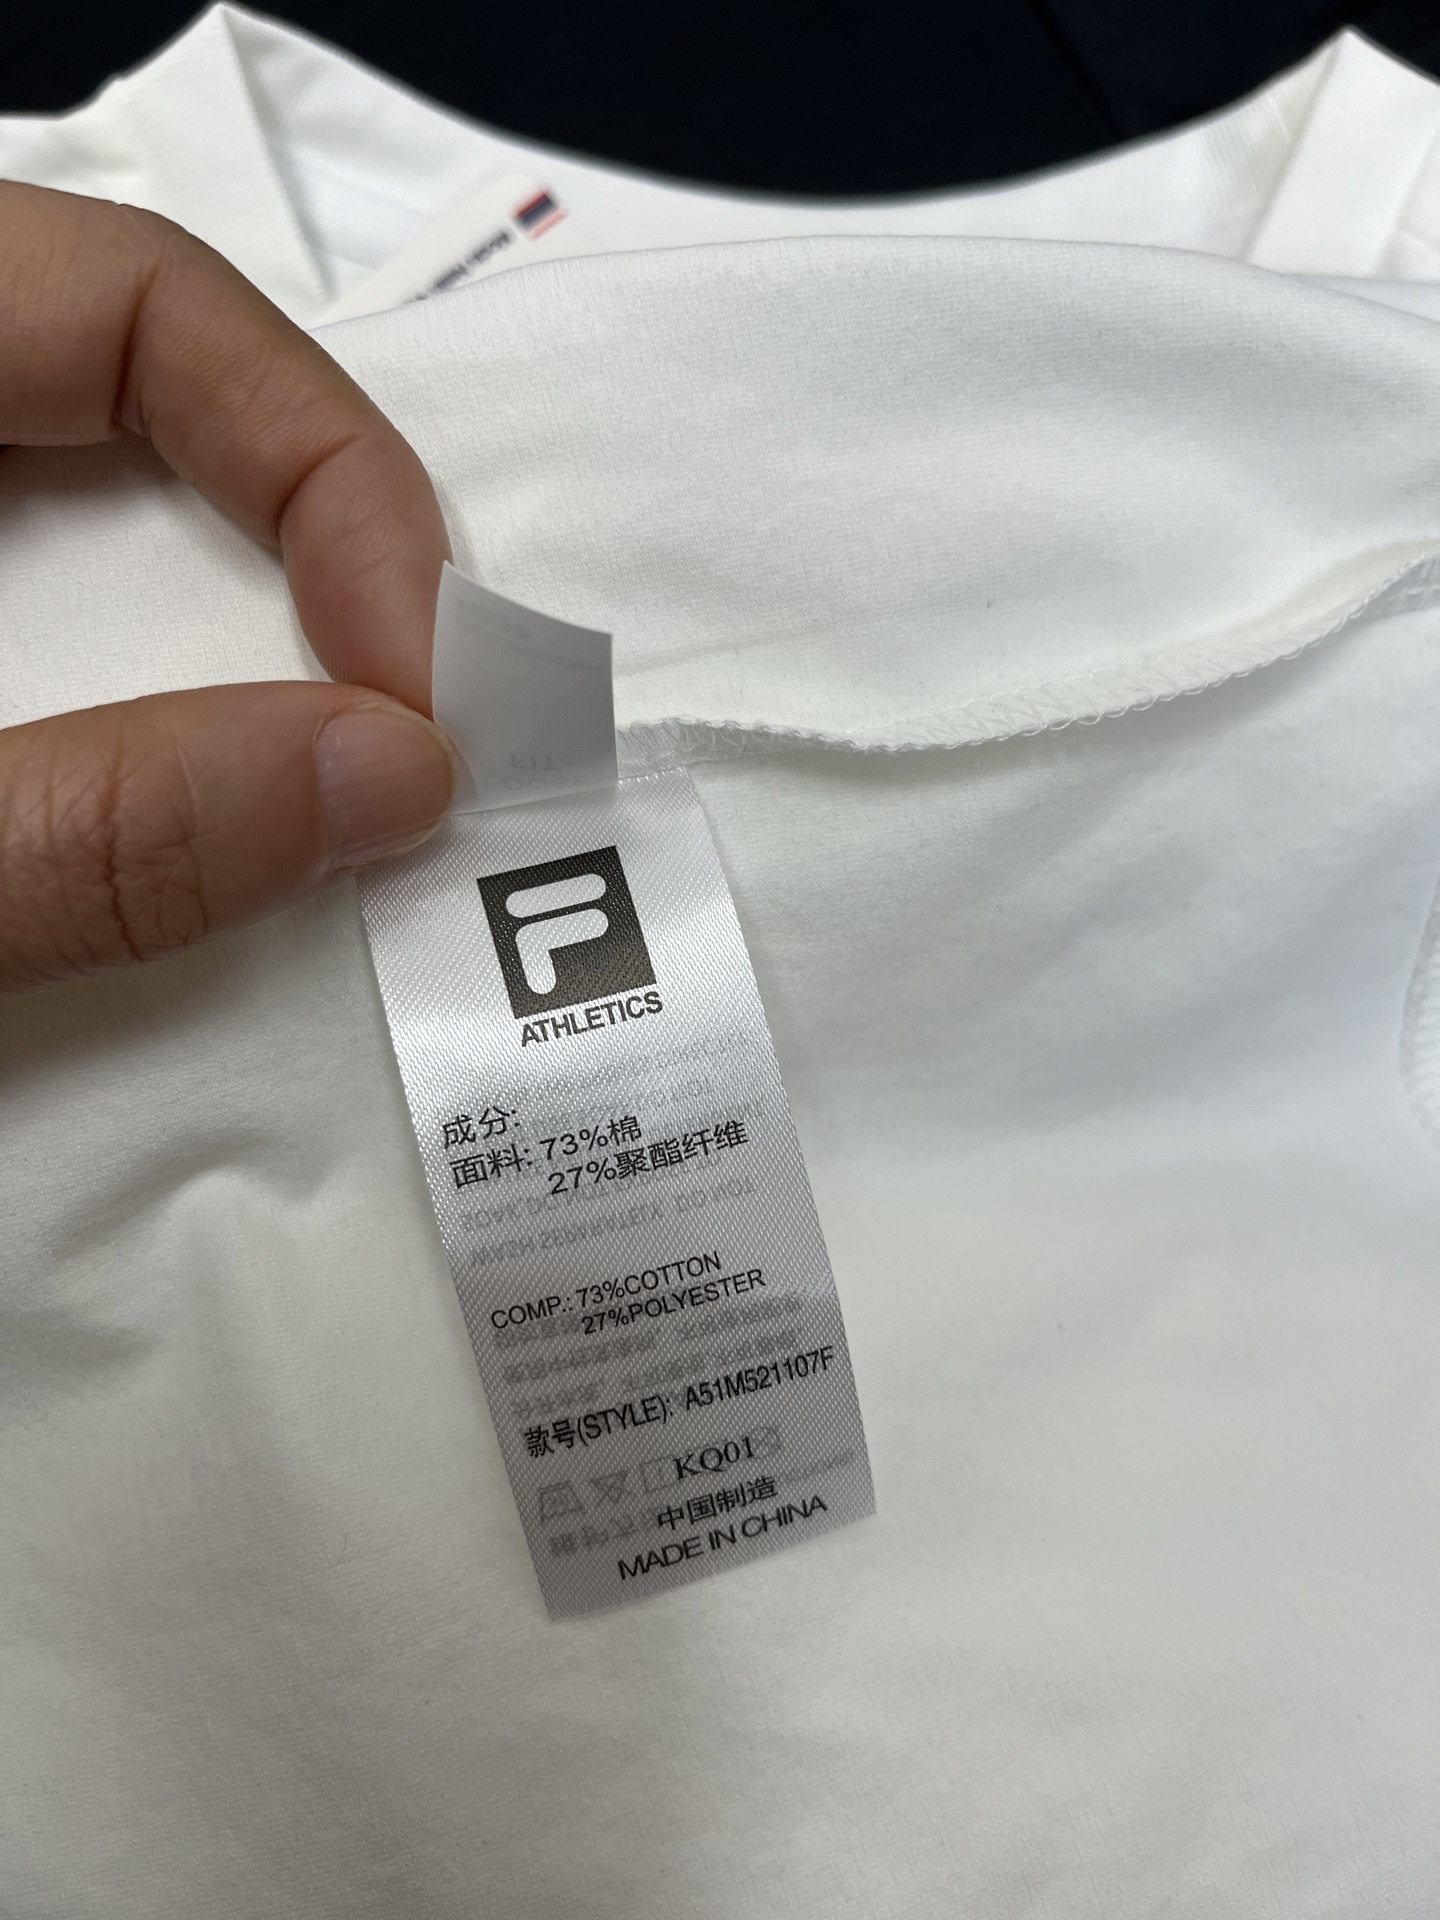 ATHLETICS
成分:
面料: 73%棉
27%聚酯纤维
COMP.: 73%COTTON
27%POLYESTER
款号(STYLE): A51M521107F
KQ01
中国制造
MADE IN CHINA